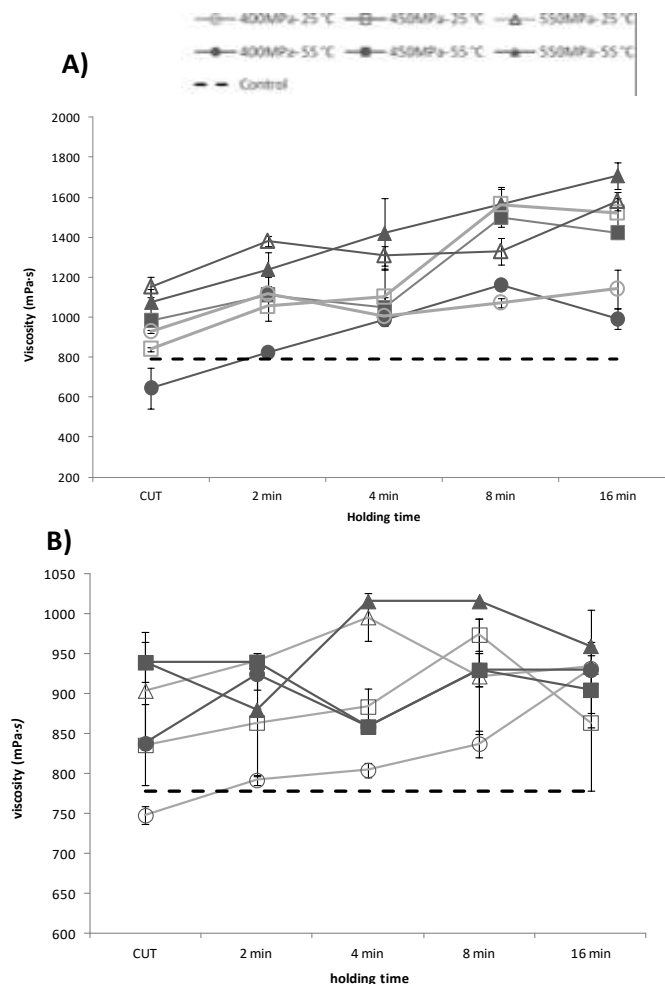 400MPa-25 °C 450MPa-25 °C 550MPa-25 °C
A)
400MPa-55 °C 450MPa-55 °C 550MPa-55 °C
Control
Viscosity (mPa·s)
2000
1800
1600
1400
1200
1000
800
600
400
200
CUT 2 min 4 min 8 min 16 min
Holding time
B)
viscosity (mPa·s)
1050
1000
950
900
850
800
750
700
650
600
CUT 2 min 4 min 8 min 16 min
holding time